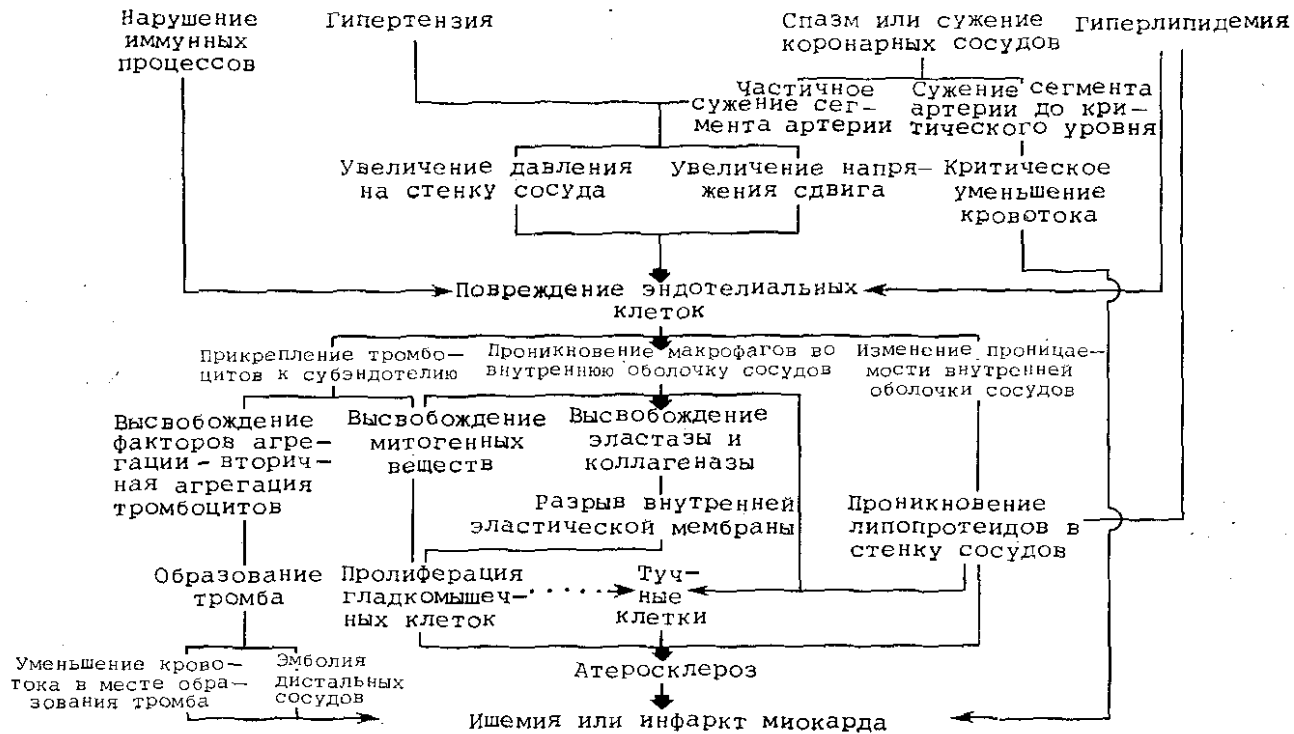 Нарушение
иммунных
процессов
Гипертензия
Спазм или сужение
коронарных сосудов
Гиперлипидемия
Частичное
сужение сег-
мента артерии
Сужение сегмента
артерии до кри-
тического уровня
Увеличение давления
на стенку сосуда
Увеличение напря-
жения сдвига
Критическое
уменьшение
кровотока
Повреждение эндотелиальных
клеток
Прикрепление тромбо-
цитов к субэндотелию
Проникновение макрофагов во
внутреннюю оболочку сосудов
Изменение проницае-
мости внутренней
оболочки сосудов
Высвобождение
факторов агре-
гации - вторич-
ная агрегация
тромбоцитов
Высвобождение
митогенных
веществ
Высвобождение
эластазы и
коллагеназы
Разрыв внутренней
эластической мембраны
Проникновение
липопротеидов в
стенку сосудов
Образование
тромба
Пролиферация
гладкомышеч-
ных клеток
Туч-
ные
клетки
Уменьшение крово-
тока в месте обра-
зования тромба
Эмболия
дистальных
сосудов
Атеросклероз
Ишемия или инфаркт миокарда